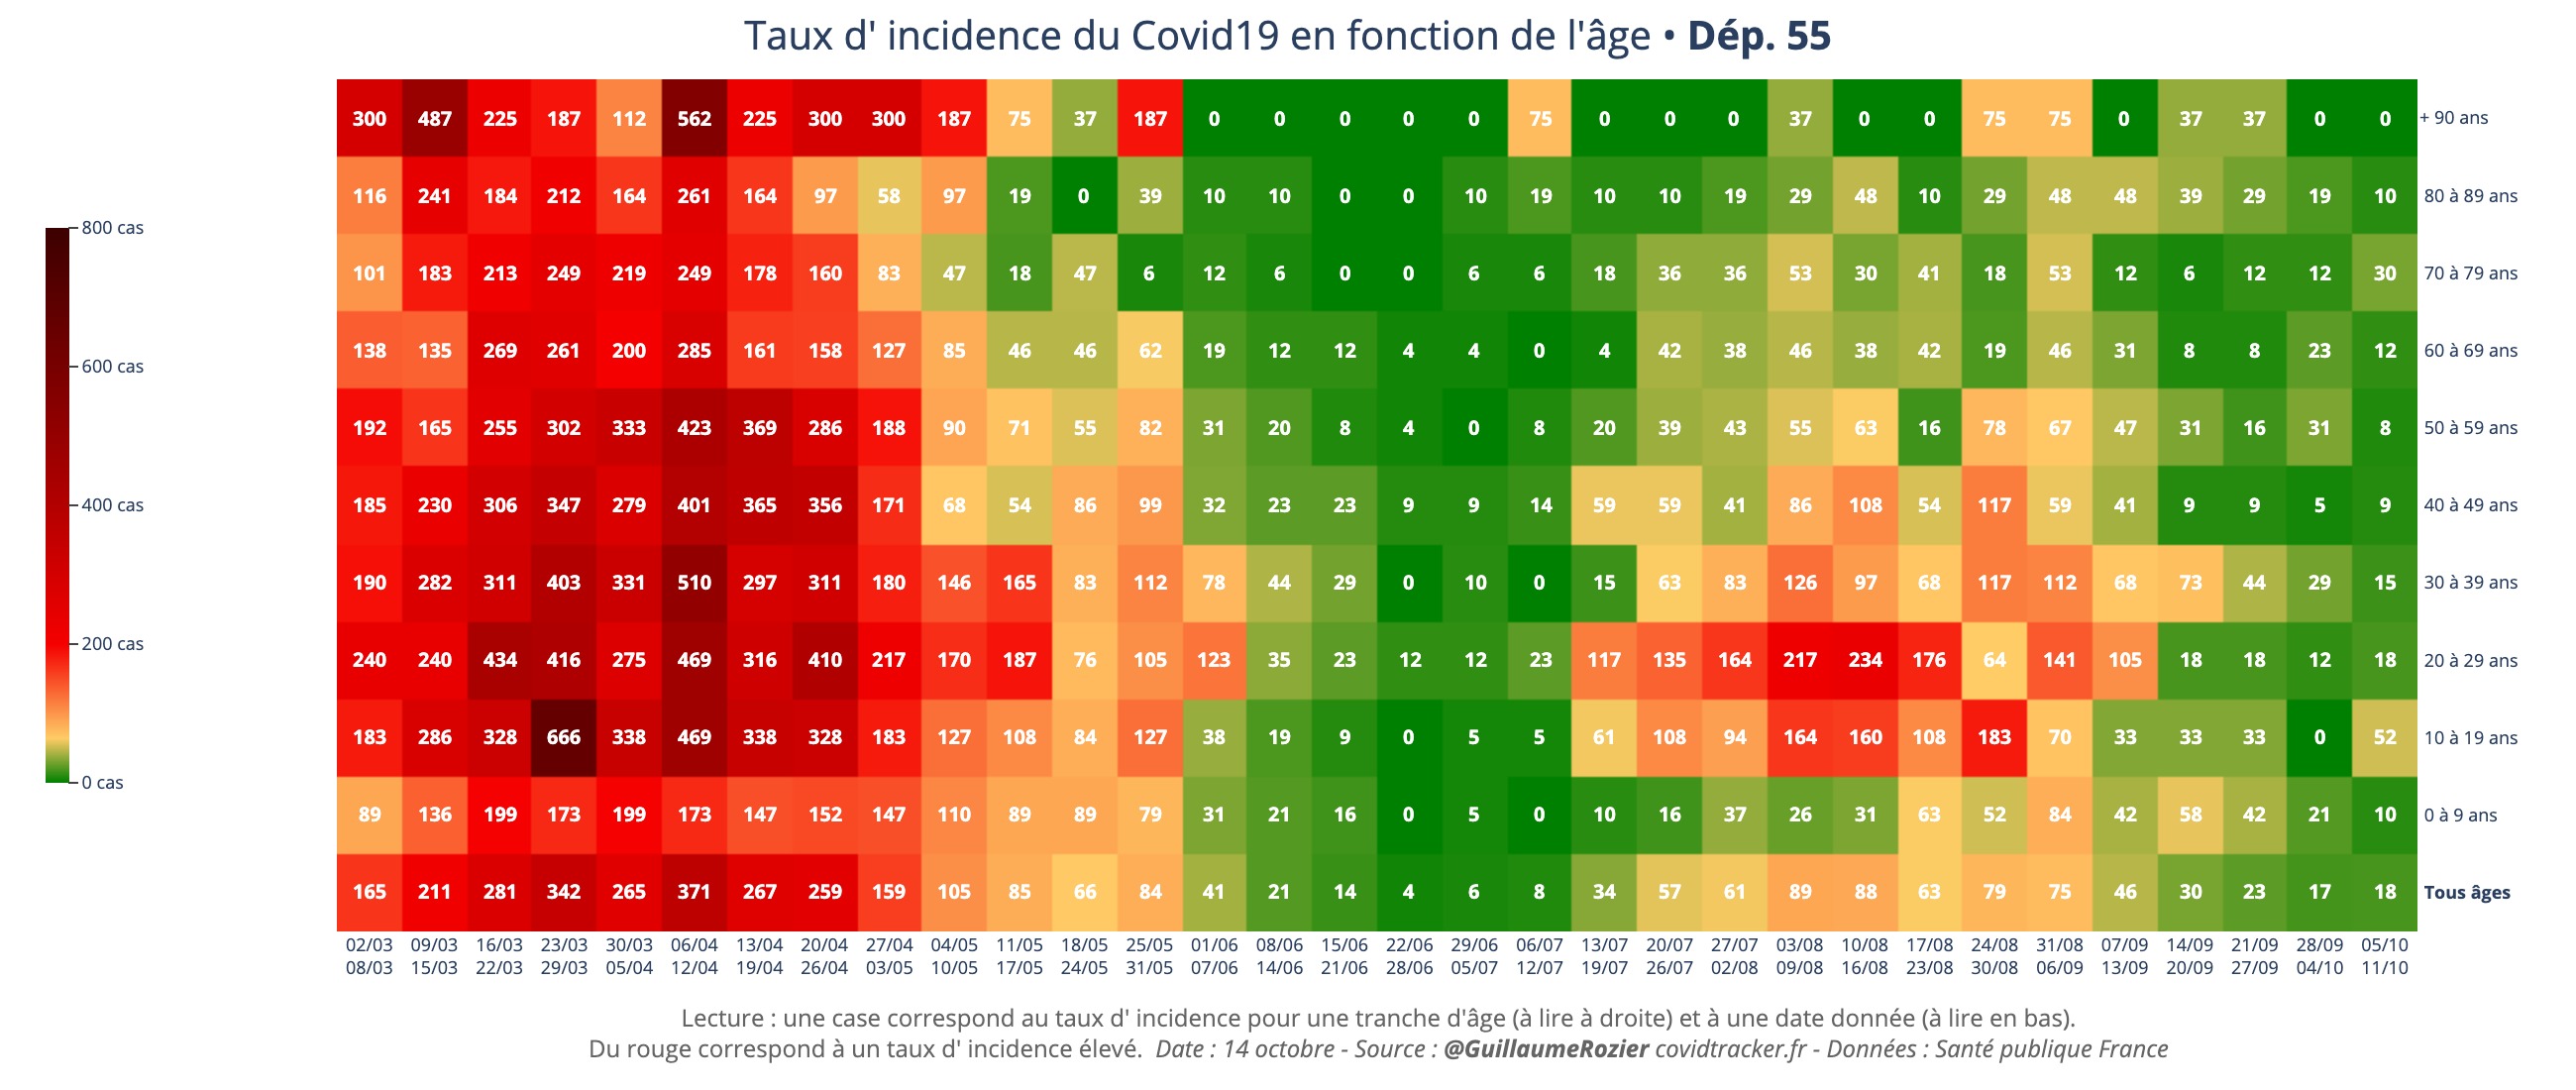 Taux d' incidence du Covid19 en fonction de l'âge • Dép. 55
300 487 225 187 112 562 225 300 300 187 75 37 187 0 0 0 0 0 75 0 0 0 37 0 0 75 75 0 37 37 0 0 + 90 ans
116 241 184 212 164 261 164 97 58 97 19 0 39 10 10 0 0 10 19 10 10 19 29 48 10 29 48 48 39 29 19 10 80 à 89 ans
101 183 213 249 219 249 178 160 83 47 18 47 6 12 6 0 0 6 6 18 36 36 53 30 41 18 53 12 6 12 12 30 70 à 79 ans
138 135 269 261 200 285 161 158 127 85 46 46 62 19 12 12 4 4 0 4 42 38 46 38 42 19 46 31 8 8 23 12 60 à 69 ans
192 165 255 302 333 423 369 286 188 90 71 55 82 31 20 8 4 0 8 20 39 43 55 63 16 78 67 47 31 16 31 8 50 à 59 ans
185 230 306 347 279 401 365 356 171 68 54 86 99 32 23 23 9 9 14 59 59 41 86 108 54 117 59 41 9 9 5 9 40 à 49 ans
190 282 311 403 331 510 297 311 180 146 165 83 112 78 44 29 0 10 0 15 63 83 126 97 68 117 112 68 73 44 29 15 30 à 39 ans
240 240 434 416 275 469 316 410 217 170 187 76 105 123 35 23 12 12 23 117 135 164 217 234 176 64 141 105 18 18 12 18 20 à 29 ans
183 286 328 666 338 469 338 328 183 127 108 84 127 38 19 9 0 5 5 61 108 94 164 160 108 183 70 33 33 33 0 52 10 à 19 ans
89 136 199 173 199 173 147 152 147 110 89 89 79 31 21 16 0 5 0 10 16 37 26 31 63 52 84 42 58 42 21 10 0 à 9 ans
165 211 281 342 265 371 267 259 159 105 85 66 84 41 21 14 4 6 8 34 57 61 89 88 63 79 75 46 30 23 17 18 Tous âges
02/03 09/03 16/03 23/03 30/03 06/04 13/04 20/04 27/04 04/05 11/05 18/05 25/05 01/06 08/06 15/06 22/06 29/06 06/07 13/07 20/07 27/07 03/08 10/08 17/08 24/08 31/08 07/09 14/09 21/09 28/09 05/10
08/03 15/03 22/03 29/03 05/04 12/04 19/04 26/04 03/05 10/05 17/05 24/05 31/05 07/06 14/06 21/06 28/06 05/07 12/07 19/07 26/07 02/08 09/08 16/08 23/08 30/08 06/09 13/09 20/09 27/09 04/10 11/10
800 cas
600 cas
400 cas
200 cas
0 cas
Lecture : une case correspond au taux d' incidence pour une tranche d'âge (à lire à droite) et à une date donnée (à lire en bas).
Du rouge correspond à un taux d' incidence élevé. Date : 14 octobre - Source : @GuillaumeRozier covidtracker.fr - Données : Santé publique France